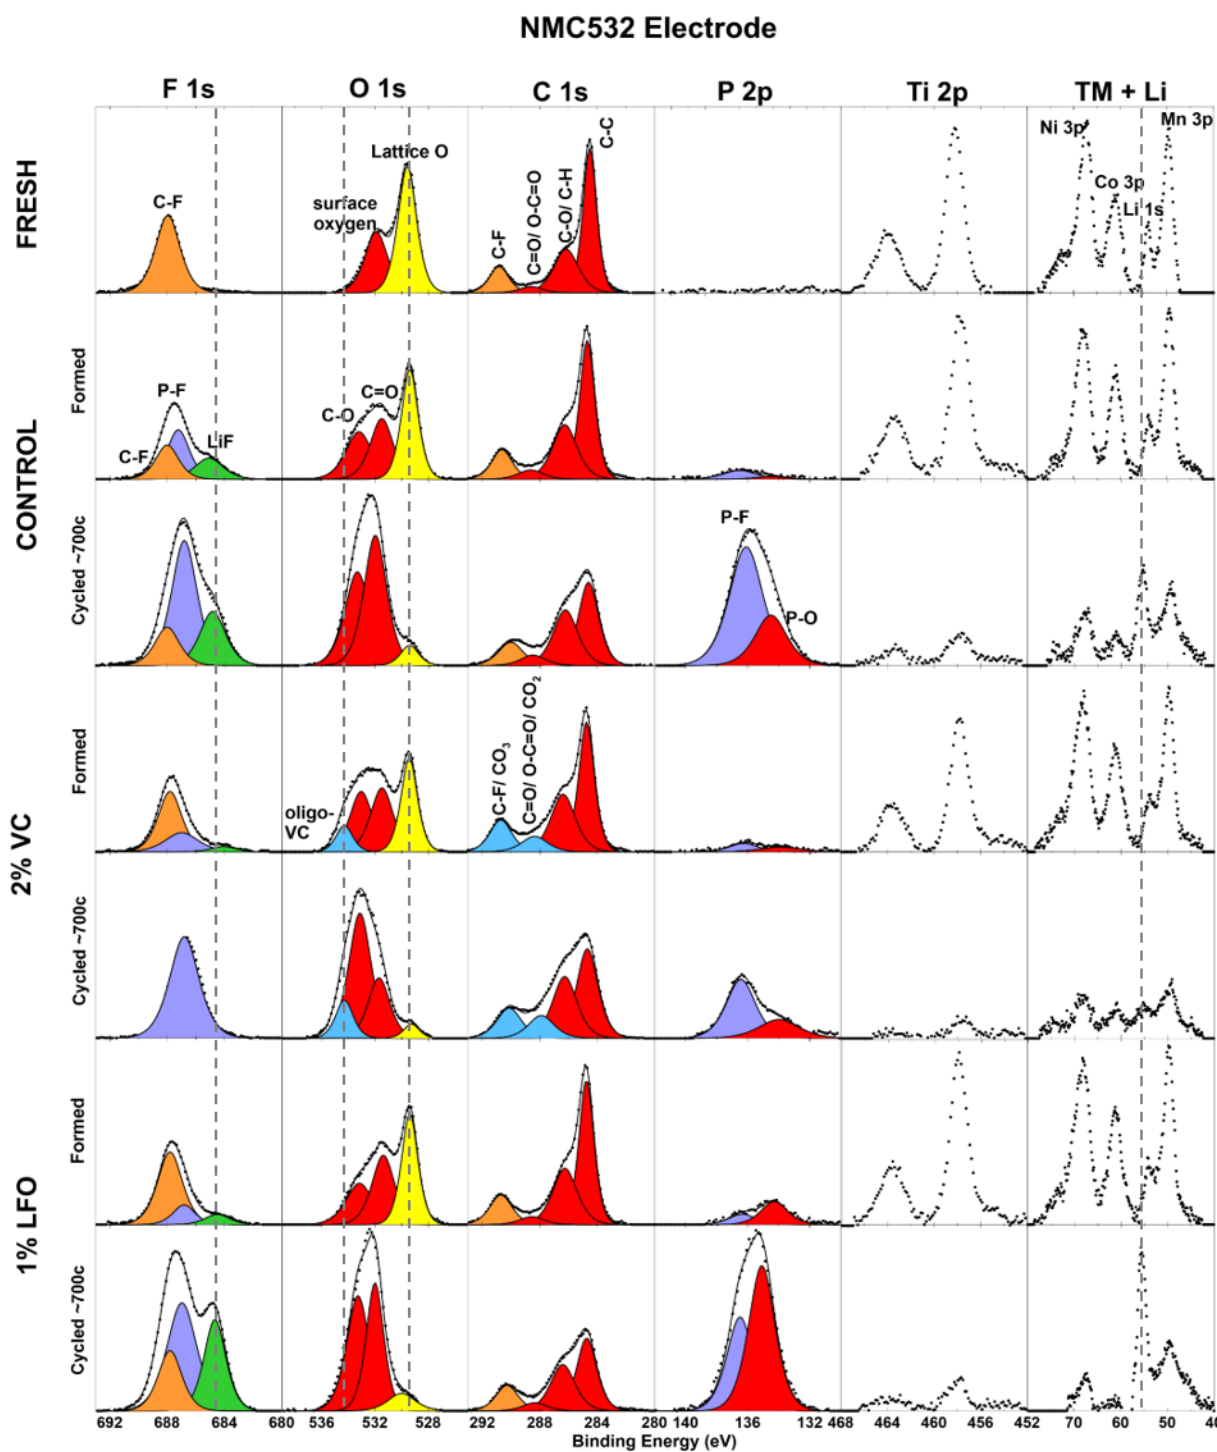 NMC532 Electrode
F 1s O 1s C 1s P 2p Ti 2p TM + Li
FRESH
C-F
surface
oxygen
Lattice O
C-F
C=O/ O-C=O
C-O/ C-H
C-C
Ni 3p
Co 3p
Li 1s
Mn 3p
CONTROL
Formed
C-F
P-F
LiF
C-O
C=O
Cycled ~700c
P-F
P-O
2% VC
Formed
oligo-
VC
C-F/ CO3
C=O/ O-C=O/ CO2
Cycled ~700c
1% LFO
Formed
Cycled ~700c
692 688 684 680 536 532 528 292 288 284 280 140 136 132 468 464 460 456 452 70 60 50 40
Binding Energy (eV)